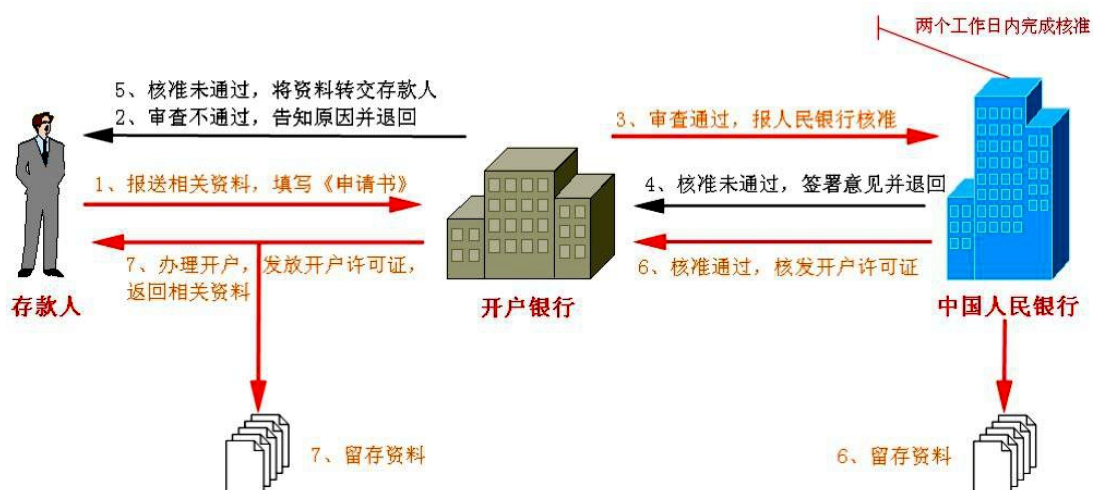 两个工作日内完成核准
5、核准未通过，将资料转交存款人
2、审查不通过，告知原因并退回
3、审查通过，报人民银行核准
1、报送相关资料，填写《申请书》
4、核准未通过，签署意见并退回
7、办理开户，发放开户许可证，
返回相关资料
6、核准通过，核发开户许可证
存款人
开户银行
中国人民银行
7、留存资料
6、留存资料